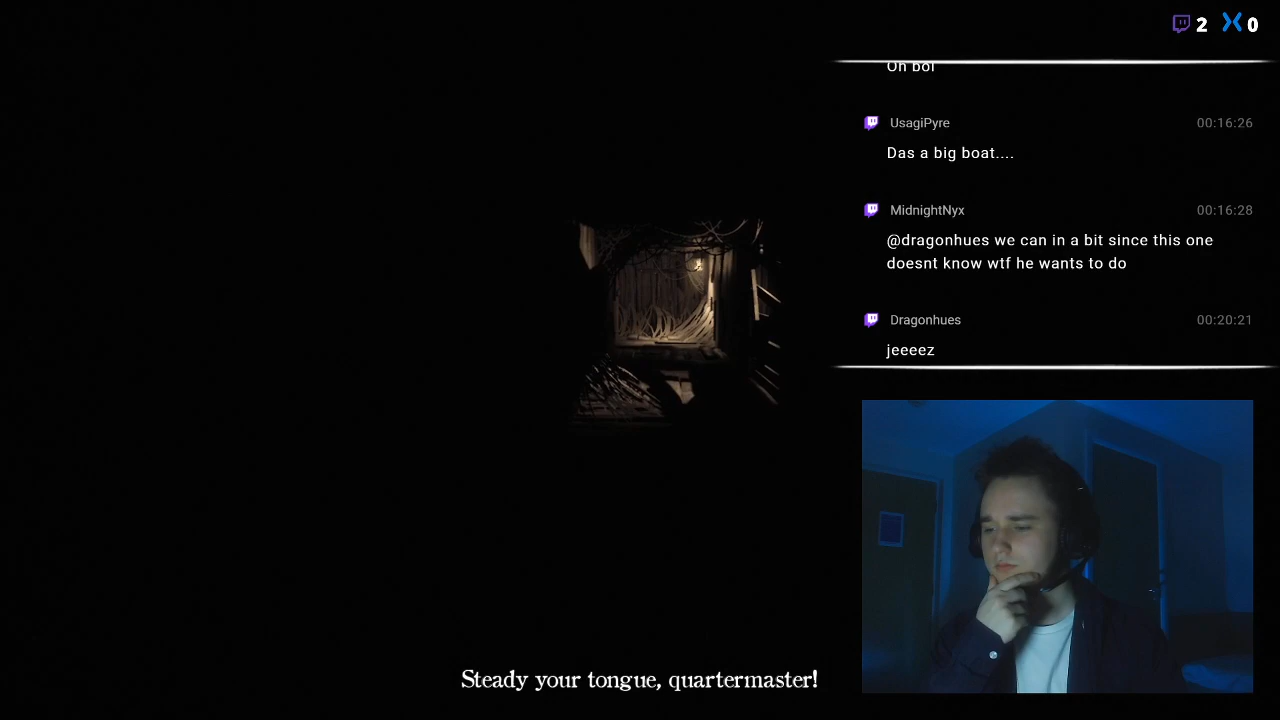 2 0
Oh boi
UsagiPyre 00:16:26
Das a big boat....
MidnightNyx 00:16:28
@dragonhues we can in a bit since this one
doesnt know wtf he wants to do
Dragonhues 00:20:21
jeeeez
Steady your tongue, quartermaster!